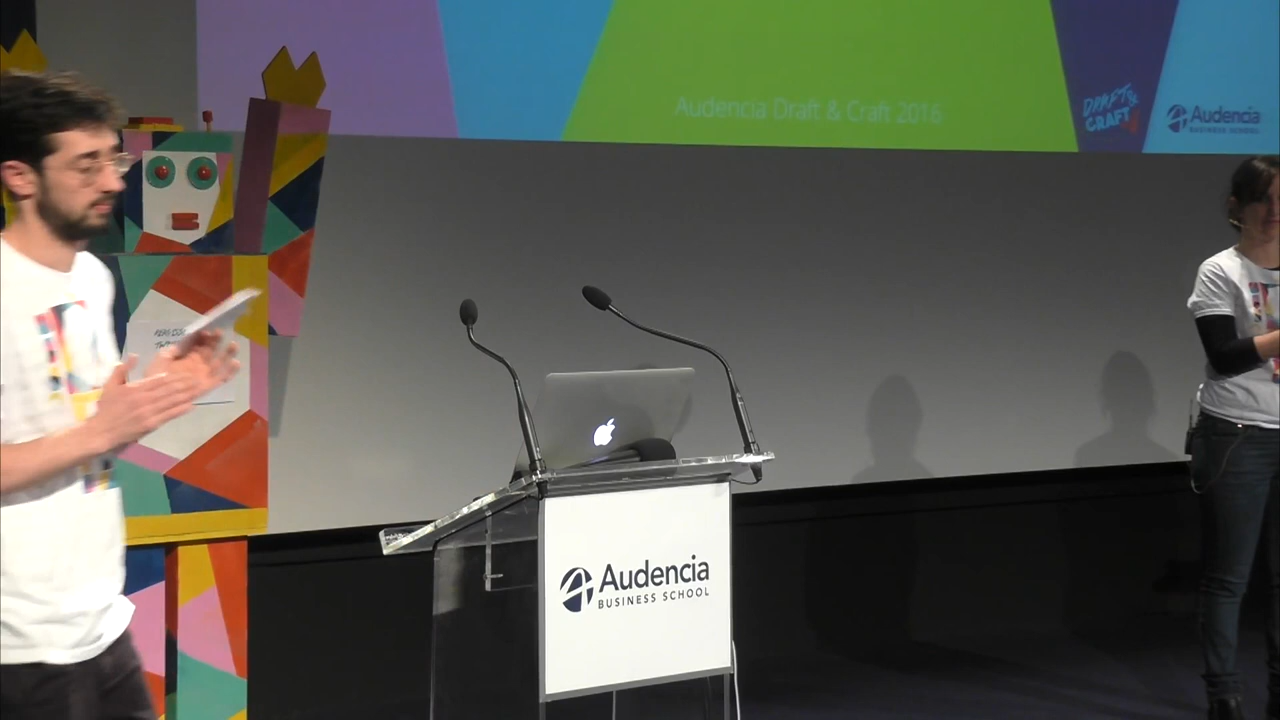 Audencia Draft & Craft 2016
DRAFT &
CRAFT
Audencia
BUSINESS SCHOOL
Audencia
BUSINESS SCHOOL